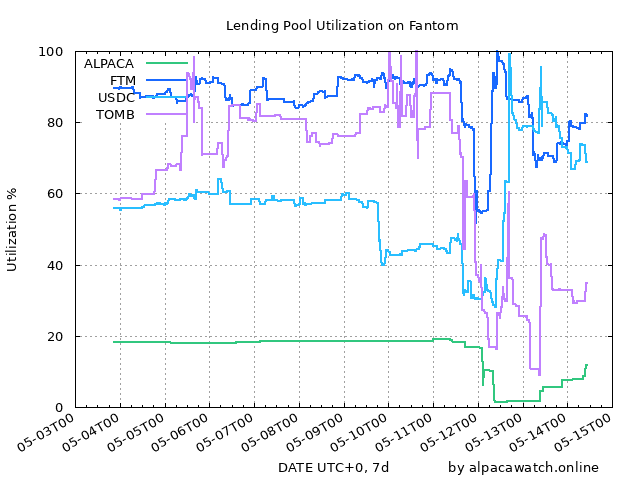 Lending Pool Utilization on Fantom
100
80
60
40
20
0
Utilization %
ALPACA
FTM
USDC
TOMB
05-03T00
05-04T00
05-05T00
05-06T00
05-07T00
05-08T00
05-09T00
05-10T00
05-11T00
05-12T00
05-13T00
05-14T00
05-15T00
DATE UTC+0, 7d
by alpacawatch.online